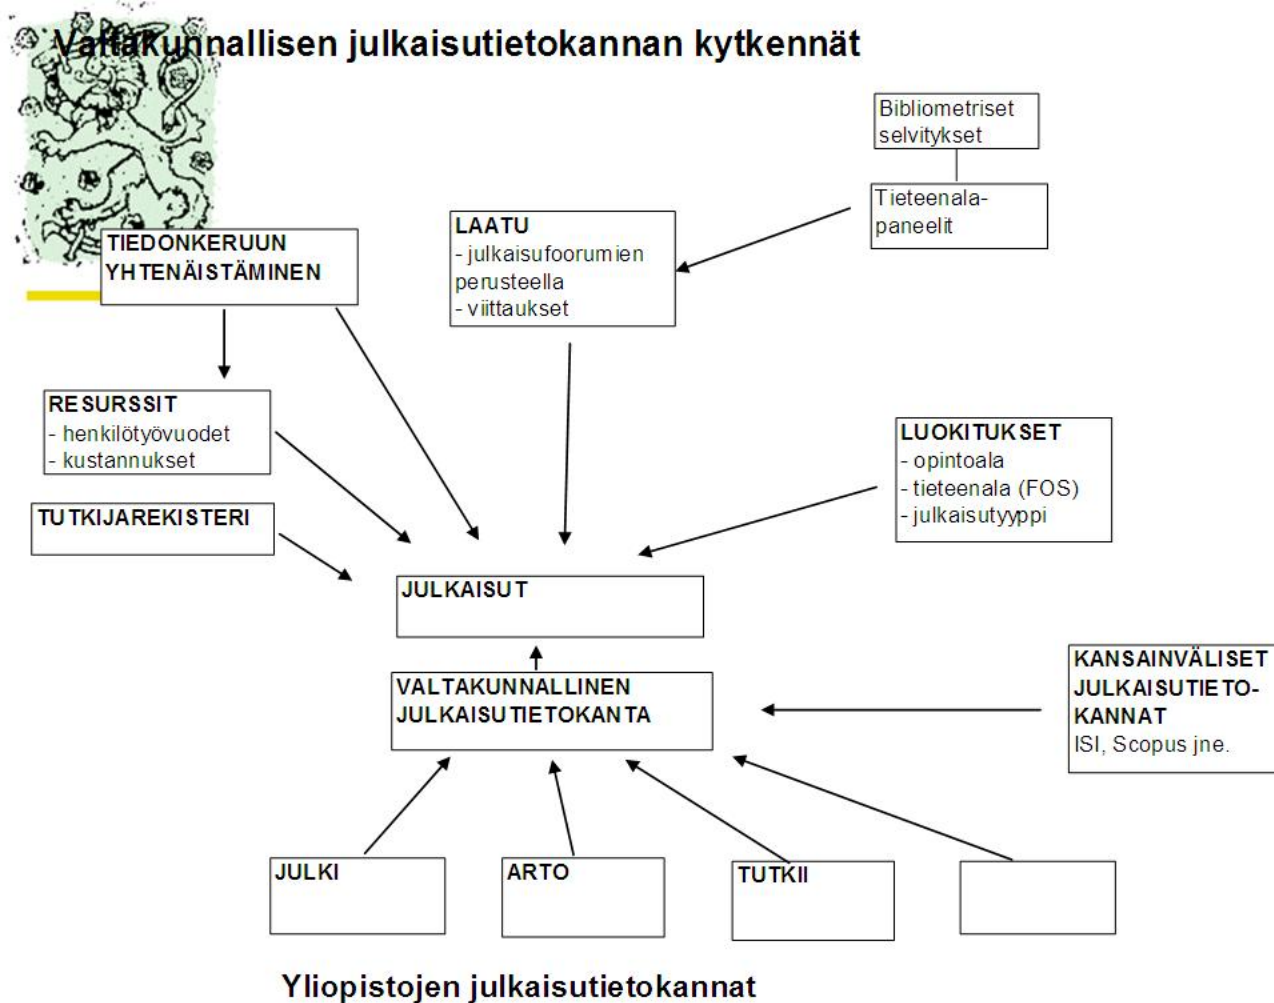 Valtakunnallisen julkaisutietokannan kytkennät
Bibliometriset
selvitykset
Tieteenala-
paneelit
LAATU
- julkaisufoorumien
perusteella
- viittaukset
TIEDONKERUUN
YHTENÄISTÄMINEN
RESURSSIT
- henkilötyövuodet
- kustannukset
LUOKITUKSET
- opintoala
- tieteenala (FOS)
- julkaisutyyppi
TUTKIJAREKISTERI
JULKAISUT
VALTAKUNNALLINEN
JULKAISUTIETOKANTA
KANSAINVÄLISET
JULKAISUTIETO-
KANNAT
ISI, Scopus jne.
JULKI
ARTO
TUTKII
Yliopistojen julkaisutietokannat